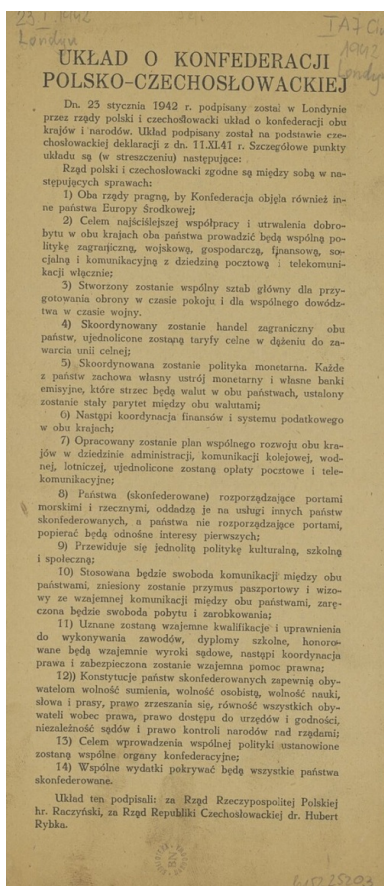 23 I 1942
Londyn
1942
Londyn
UKŁAD O KONFEDERACJI
POLSKO-CZECHOSŁOWACKIEJ
Dn. 23 stycznia 1942 r. podpisany został w Londynie
przez rządy polski i czechosłowacki układ o konfederacji obu
krajów i narodów. Układ podpisany został na podstawie cze-
chosłowackiej deklaracji z dn. 11.XI.41 r. Szczegółowe punkty
układu są (w streszczeniu) następujące:
Rząd polski i czechosłowacki zgodne są między sobą w na-
stępujących sprawach:
1) Oba rządy pragną, by Konfederacja objęła również in-
ne państwa Europy Środkowej;
2) Celem najściślejszej współpracy i utrwalenia dobro-
bytu w obu krajach oba państwa prowadzić będą wspólną po-
litykę zagraniczną, wojskową, gospodarczą, finansową, so-
cjalną i komunikacyjną z dziedziną pocztową i telekomuni-
kacji włącznie;
3) Stworzony zostanie wspólny sztab główny dla przy-
gotowania obrony w czasie pokoju i dla wspólnego dowódz-
twa w czasie wojny.
4) Skoordynowany zostanie handel zagraniczny obu
państw, ujednolicone zostaną taryfy celne w dążeniu do za-
warcia unii celnej;
5) Skoordynowana zostanie polityka monetarna. Każde
z państw zachowa własny ustrój monetarny i własne banki
emisyjne, które strzec będą walut w obu państwach, ustalony
zostanie stały parytet między obu walutami;
6) Nastąpi koordynacja finansów i systemu podatkowego
w obu krajach;
7) Opracowany zostanie plan wspólnego rozwoju obu kra-
jów w dziedzinie administracji, komunikacji kolejowej, wod-
nej, lotniczej, ujednolicone zostaną opłaty pocztowe i tele-
komunikacyjne;
8) Państwa (skonfederowane) rozporządzające portami
morskimi i rzecznymi, oddadzą je na usługi innych państw
skonfederowanych, a państwa nie rozporządzające portami,
popierać będą odnośne interesy pierwszych;
9) Przewiduje się jednolitą politykę kulturalną, szkolną
i społeczną;
10) Stosowana będzie swoboda komunikacji między obu
państwami, zniesiony zostanie przymus paszportowy i wizo-
wy ze wzajemnej komunikacji między obu państwami, zarę-
czona będzie swoboda pobytu i zarobkowania;
11) Uznane zostaną wzajemne kwalifikacje i uprawnienia
do wykonywania zawodów, dyplomy szkolne, honoro-
wane będą wzajemnie wyroki sądowe, nastąpi koordynacja
prawa i zabezpieczona zostanie wzajemna pomoc prawna;
12)) Konstytucje państw skonfederowanych zapewnią oby-
watelom wolność sumienia, wolność osobistą, wolność nauki,
słowa i prasy, prawo zrzeszania się, równość wszystkich oby-
wateli wobec prawa, prawo dostępu do urzędów i godności,
niezależność sądów i prawo kontroli narodów nad rządami;
13) Celem wprowadzenia wspólnej polityki ustanowione
zostaną wspólne organy konfederacyjne;
14) Wspólne wydatki pokrywać będą wszystkie państwa
skonfederowane.
Układ ten podpisali: za Rząd Rzeczypospolitej Polskiej
hr. Raczyński, za Rząd Republiki Czechosłowackiej dr. Hubert
Rybka.